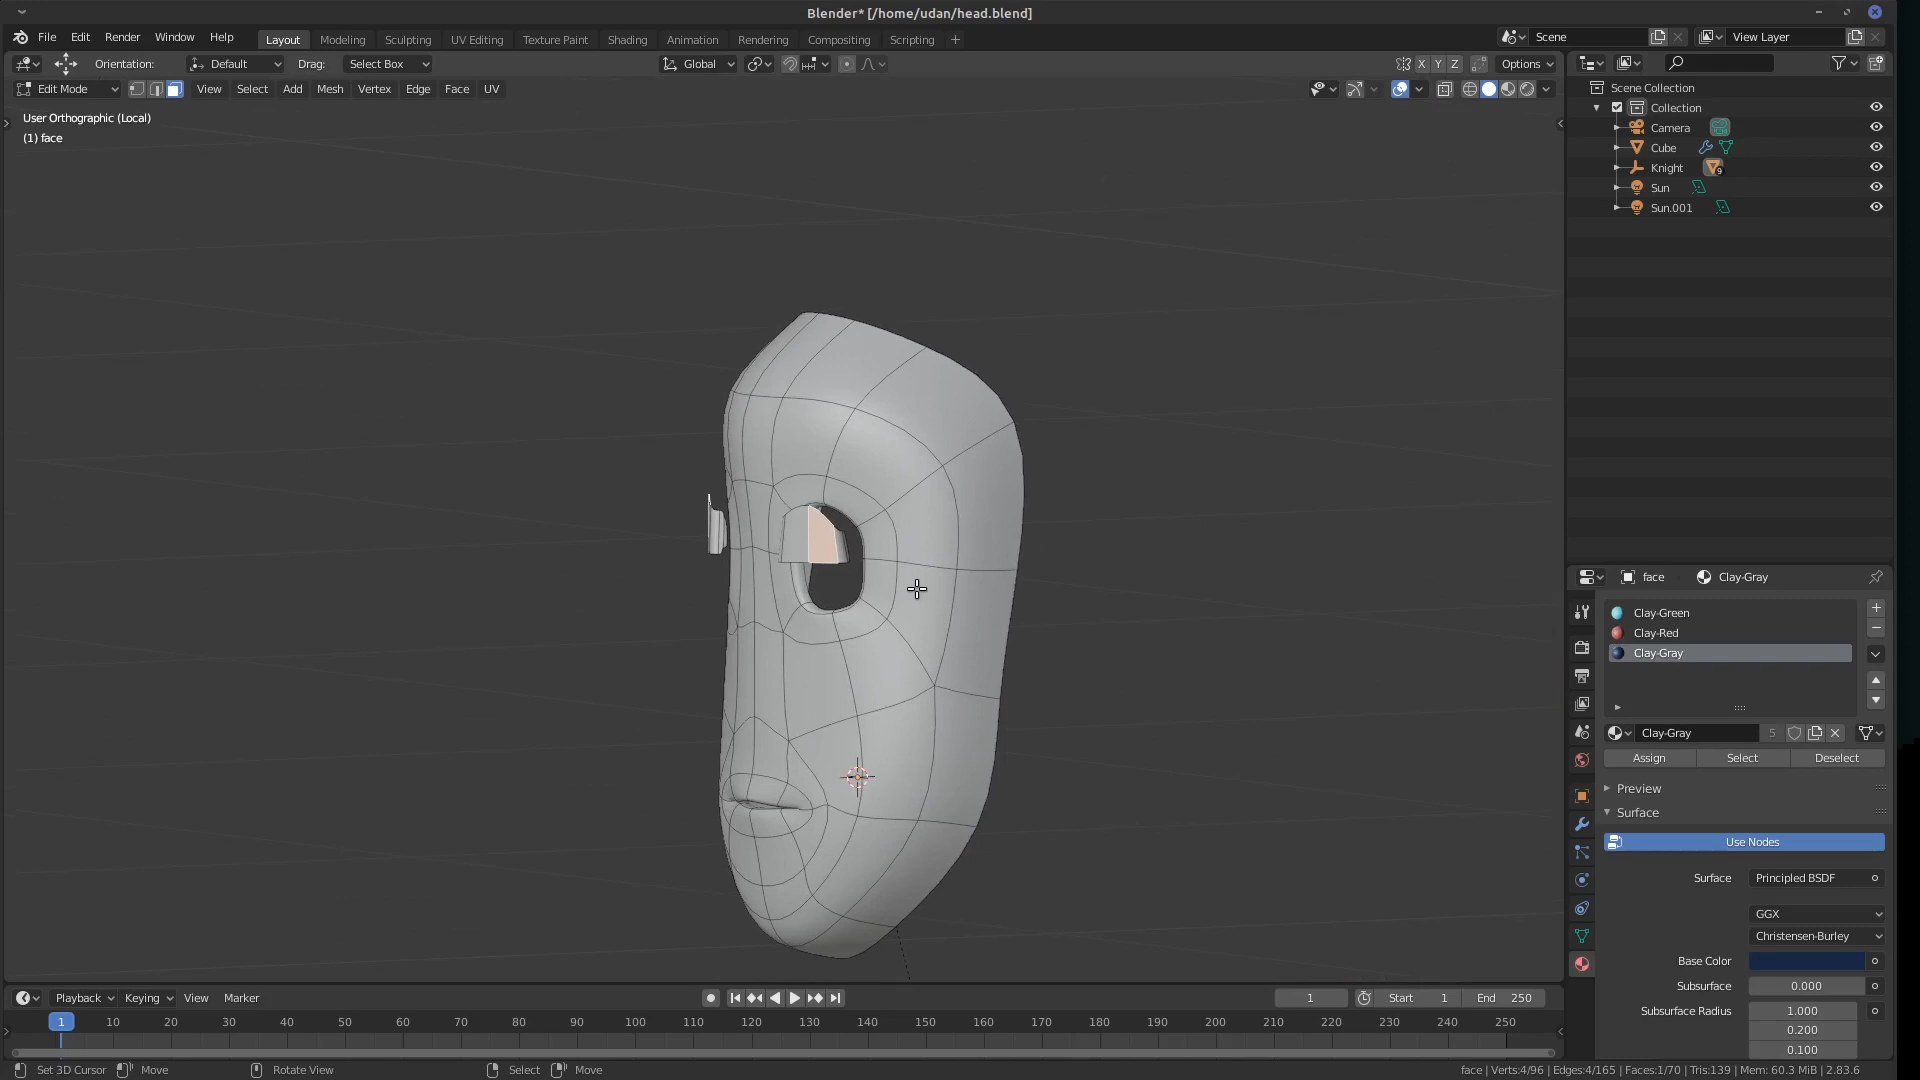 Blender* [/home/udan/head.blend]
File Edit Render Window Help Layout Modeling Sculpting UV Editing Texture Paint Shading Animation Rendering Compositing Scripting + Scene View Layer
Orientation: Default Drag: Select Box Global X Y Z Options
Edit Mode View Select Add Mesh Vertex Edge Face UV
User Orthographic (Local)
(1) face
Scene Collection
Collection
Camera
Cube
Knight 9
Sun
Sun.001
face Clay-Gray
Clay-Green
Clay-Red
Clay-Gray
Clay-Gray 5
Assign Select Deselect
Preview
Surface
Use Nodes
Surface Principled BSDF
GGX
Christensen-Burley
Base Color
Subsurface 0.000
Subsurface Radius 1.000
0.200
0.100
Playback Keying View Marker 1 Start 1 End 250
1 10 20 30 40 50 60 70 80 90 100 110 120 130 140 150 160 170 180 190 200 210 220 230 240 250
Set 3D Cursor Move Rotate View Select Move face | Verts:4/96 | Edges:4/165 | Faces:1/70 | Tris:139 | Mem: 60.3 MiB | 2.83.6